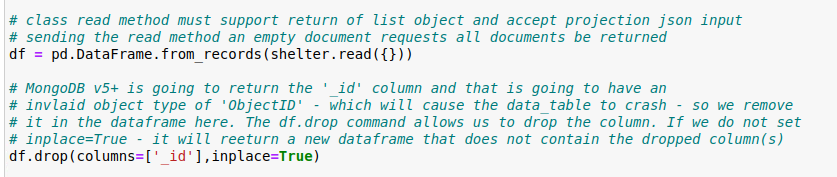 # class read method must support return of list object and accept projection json input
# sending the read method an empty document requests all documents be returned
df = pd.DataFrame.from_records(shelter.read({}))
# MongoDB v5+ is going to return the '_id' column and that is going to have an
# invlaid object type of 'ObjectID' - which will cause the data_table to crash - so we remove
# it in the dataframe here. The df.drop command allows us to drop the column. If we do not set
# inplace=True - it will reeturn a new dataframe that does not contain the dropped column(s)
df.drop(columns=['_id'],inplace=True)